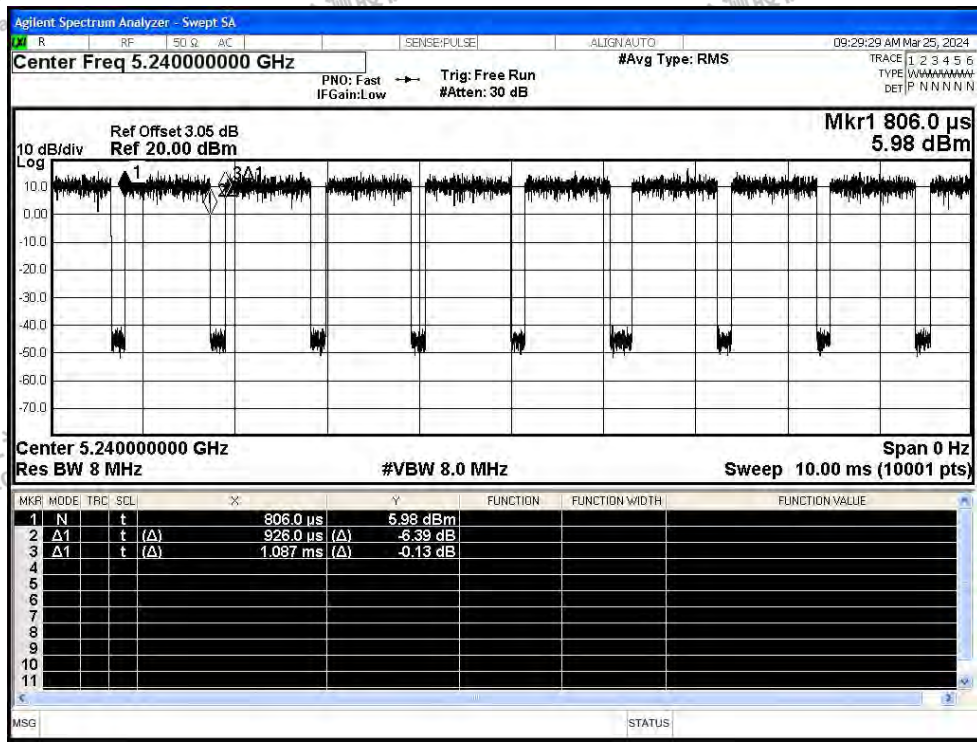 Agilent Spectrum Analyzer - Swept SA
LXI R RF 50 Ω AC SENSE:PULSE ALIGN AUTO 09:29:29 AM Mar 25, 2024
Center Freq 5.240000000 GHz #Avg Type: RMS TRACE 1 2 3 4 5 6
PNO: Fast Trig: Free Run TYPE WWWWWW
IFGain:Low #Atten: 30 dB DET P N N N N N
Mkr1 806.0 µs
Ref Offset 3.05 dB
10 dB/div Ref 20.00 dBm 5.98 dBm
Log
1 3Δ1
10.0
0.00
-10.0
-20.0
-30.0
-40.0
-50.0
-60.0
-70.0
Center 5.240000000 GHz Span 0 Hz
Res BW 8 MHz #VBW 8.0 MHz Sweep 10.00 ms (10001 pts)
MKR MODE TRC SCL X Y FUNCTION FUNCTION WIDTH FUNCTION VALUE
1 N t 806.0 µs 5.98 dBm
2 Δ1 t (Δ) 926.0 µs (Δ) -6.39 dB
3 Δ1 t (Δ) 1.087 ms (Δ) -0.13 dB
4
5
6
7
8
9
10
11
MSG STATUS